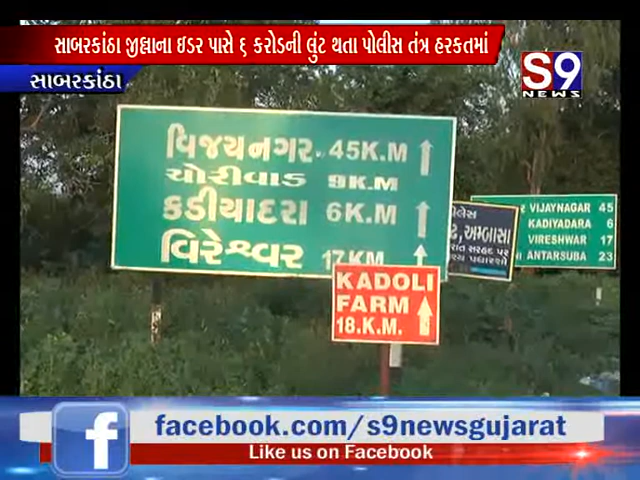 સાબરકાંઠા જીલ્લાના ઇડર પાસે ૬ કરોડની લુંટ થતા પોલીસ તંત્ર હરકતમાં
સાબરકાંઠા
S9
NEWS
વિજયનગર. 45K.M
ચોરીવાડ 9K.M
કડીયાદરા 6K.M
વિરેશ્વર 17KM
KADOLI
FARM
18.K.M.
અમ્બાસા
VIJAYNAGAR 45
KADIYADARA 6
VIRESHWAR 17
ANTARSUBA 23
facebook.com/s9newsgujarat
Like us on Facebook